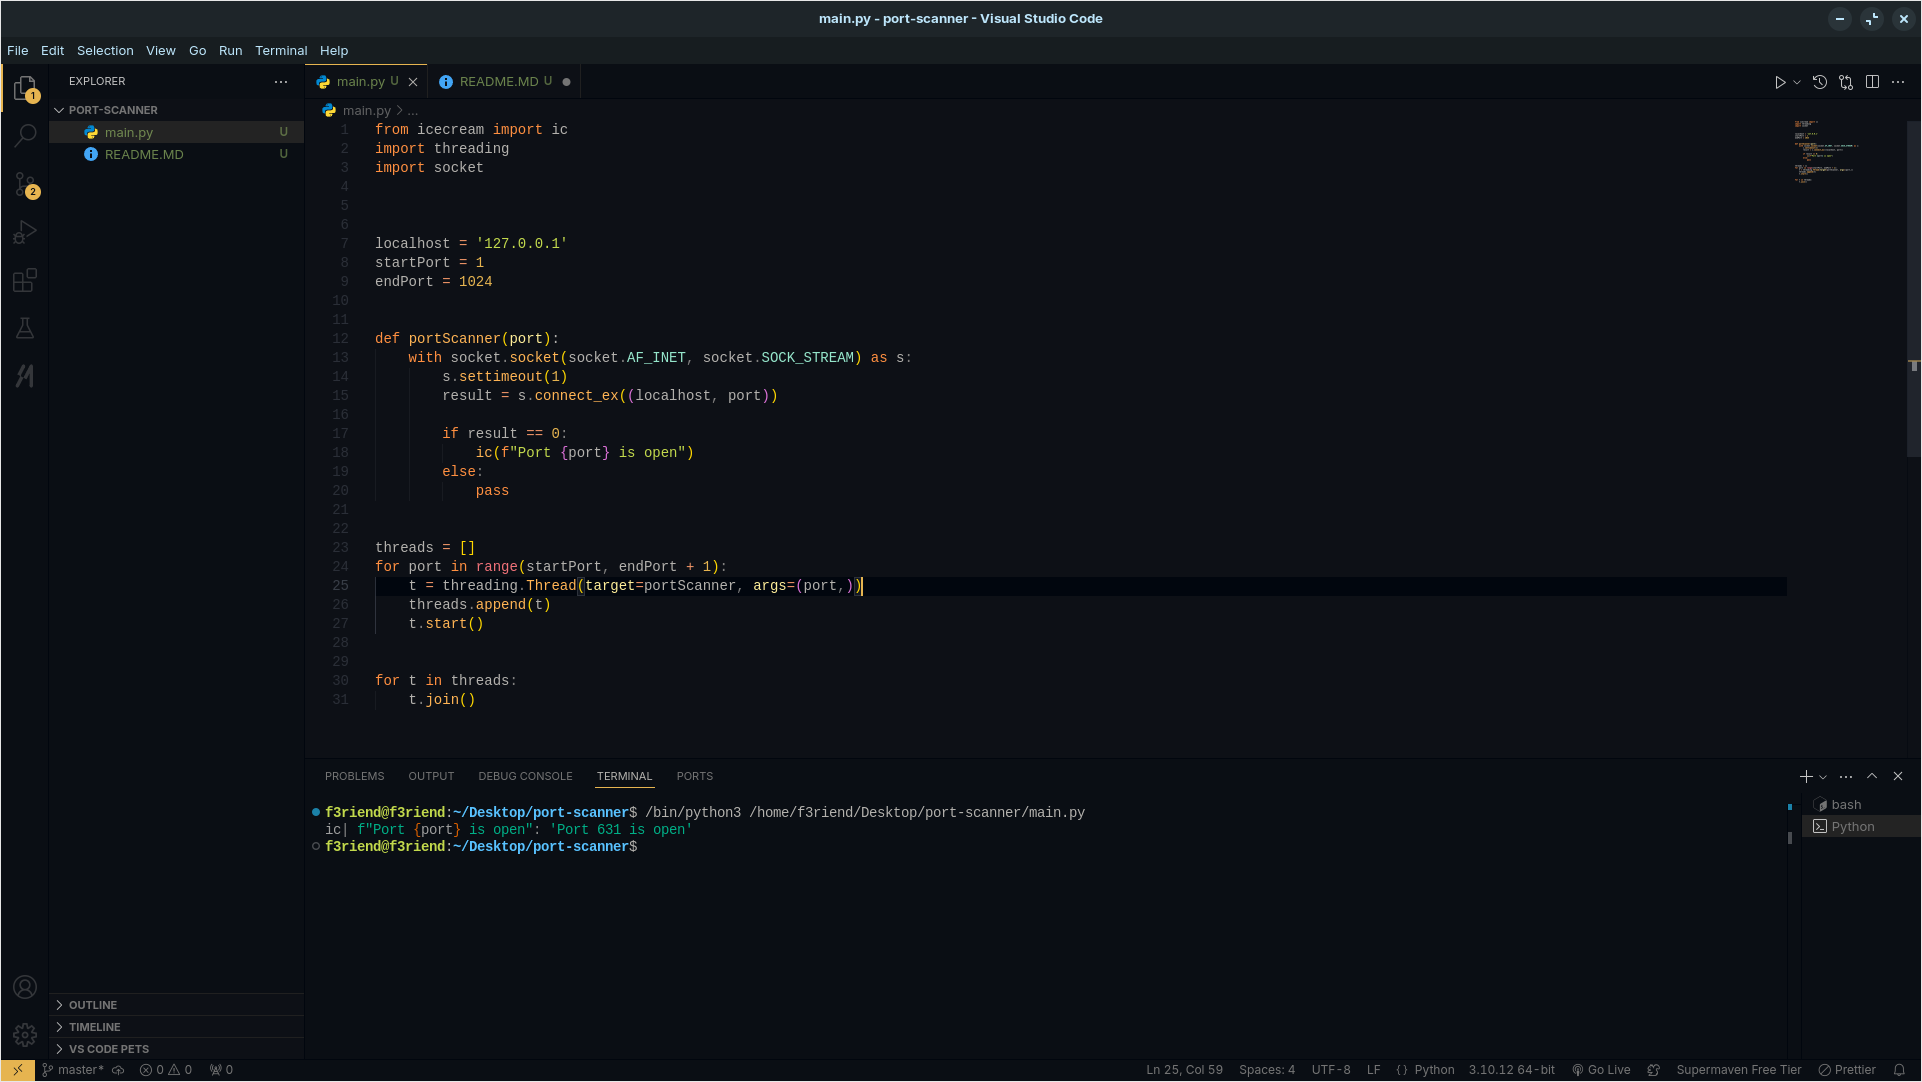 main.py - port-scanner - Visual Studio Code
File Edit Selection View Go Run Terminal Help
EXPLORER
PORT-SCANNER
main.py U
README.MD U
1
2
OUTLINE
TIMELINE
VS CODE PETS
main.py U
README.MD U
main.py > ...
1 from icecream import ic
2 import threading
3 import socket
4
5
6
7 localhost = '127.0.0.1'
8 startPort = 1
9 endPort = 1024
10
11
12 def portScanner(port):
13 with socket.socket(socket.AF_INET, socket.SOCK_STREAM) as s:
14 s.settimeout(1)
15 result = s.connect_ex((localhost, port))
16
17 if result == 0:
18 ic(f"Port {port} is open")
19 else:
20 pass
21
22
23 threads = []
24 for port in range(startPort, endPort + 1):
25 t = threading.Thread(target=portScanner, args=(port,))
26 threads.append(t)
27 t.start()
28
29
30 for t in threads:
31 t.join()
PROBLEMS OUTPUT DEBUG CONSOLE TERMINAL PORTS
f3riend@f3riend:~/Desktop/port-scanner$ /bin/python3 /home/f3riend/Desktop/port-scanner/main.py
ic| f"Port {port} is open": 'Port 631 is open'
f3riend@f3riend:~/Desktop/port-scanner$
bash
Python
master* 0 0 0 Ln 25, Col 59 Spaces: 4 UTF-8 LF {} Python 3.10.12 64-bit Go Live Supermaven Free Tier Prettier